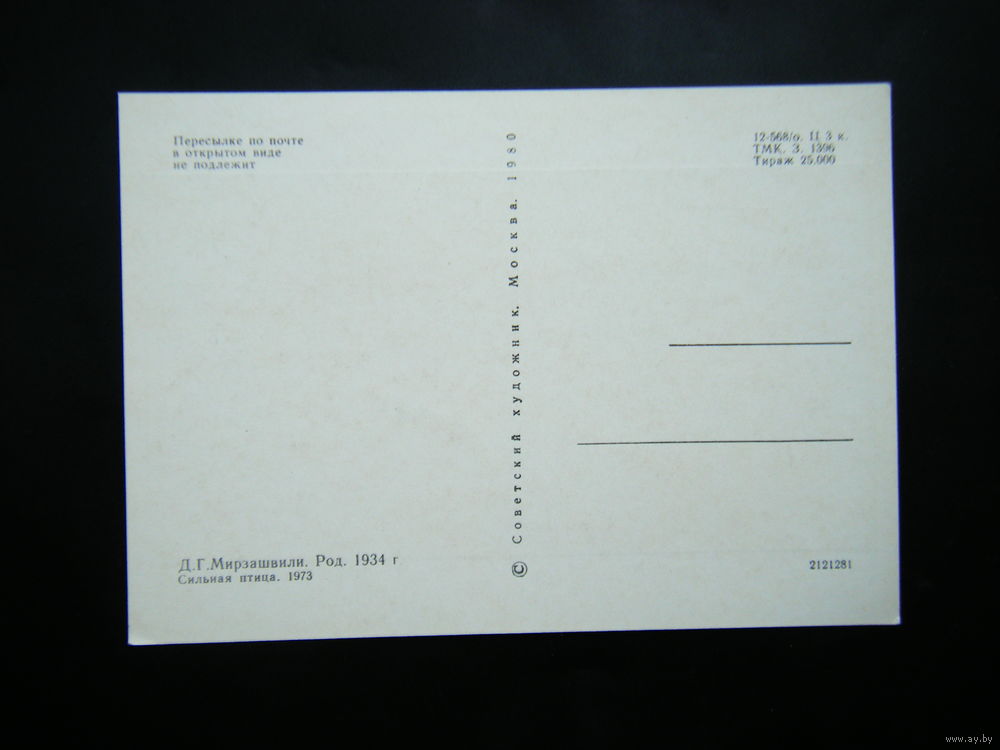 Пересылке по почте
в открытом виде
не подлежит
12-568/о. Ц 3 к.
ТМК. З. 1396
Тираж 25.000
© Советский художник. Москва. 1980
Д.Г.Мирзашвили. Род. 1934 г
Сильная птица. 1973
2121281
www.ay.by